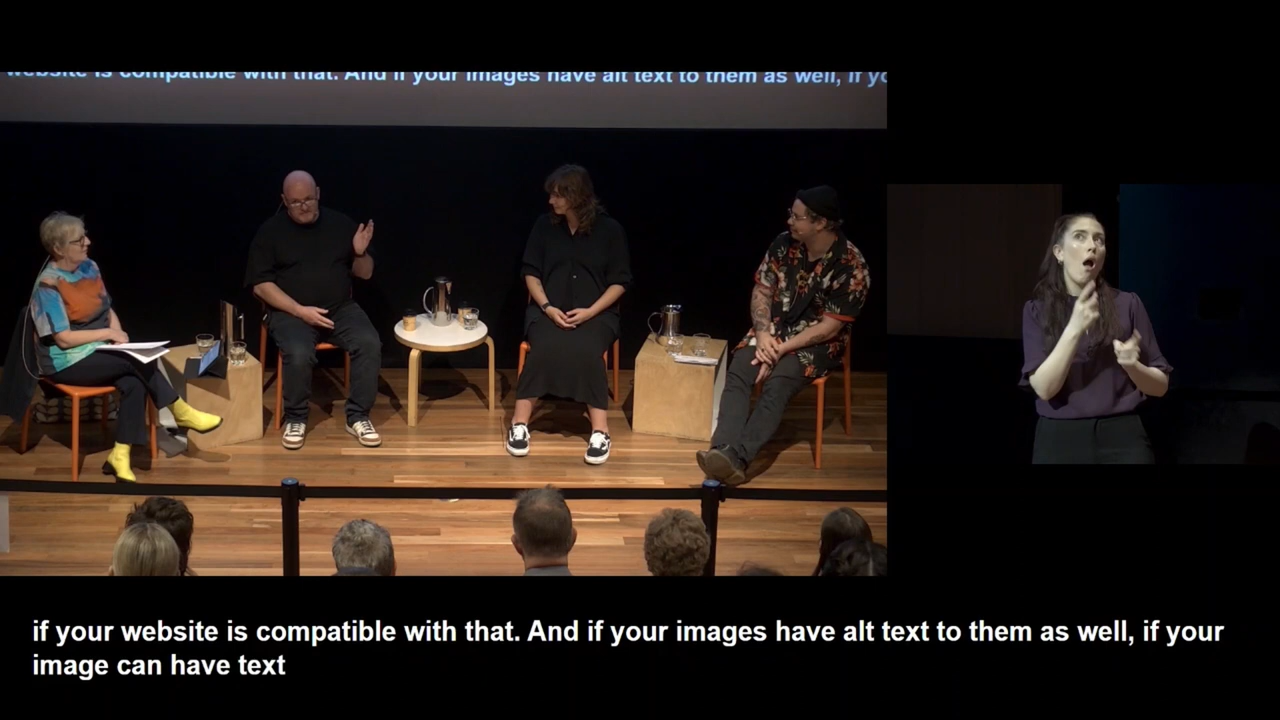 website is compatible with that. And if your images have alt text to them as well, if yo
if your website is compatible with that. And if your images have alt text to them as well, if your
image can have text